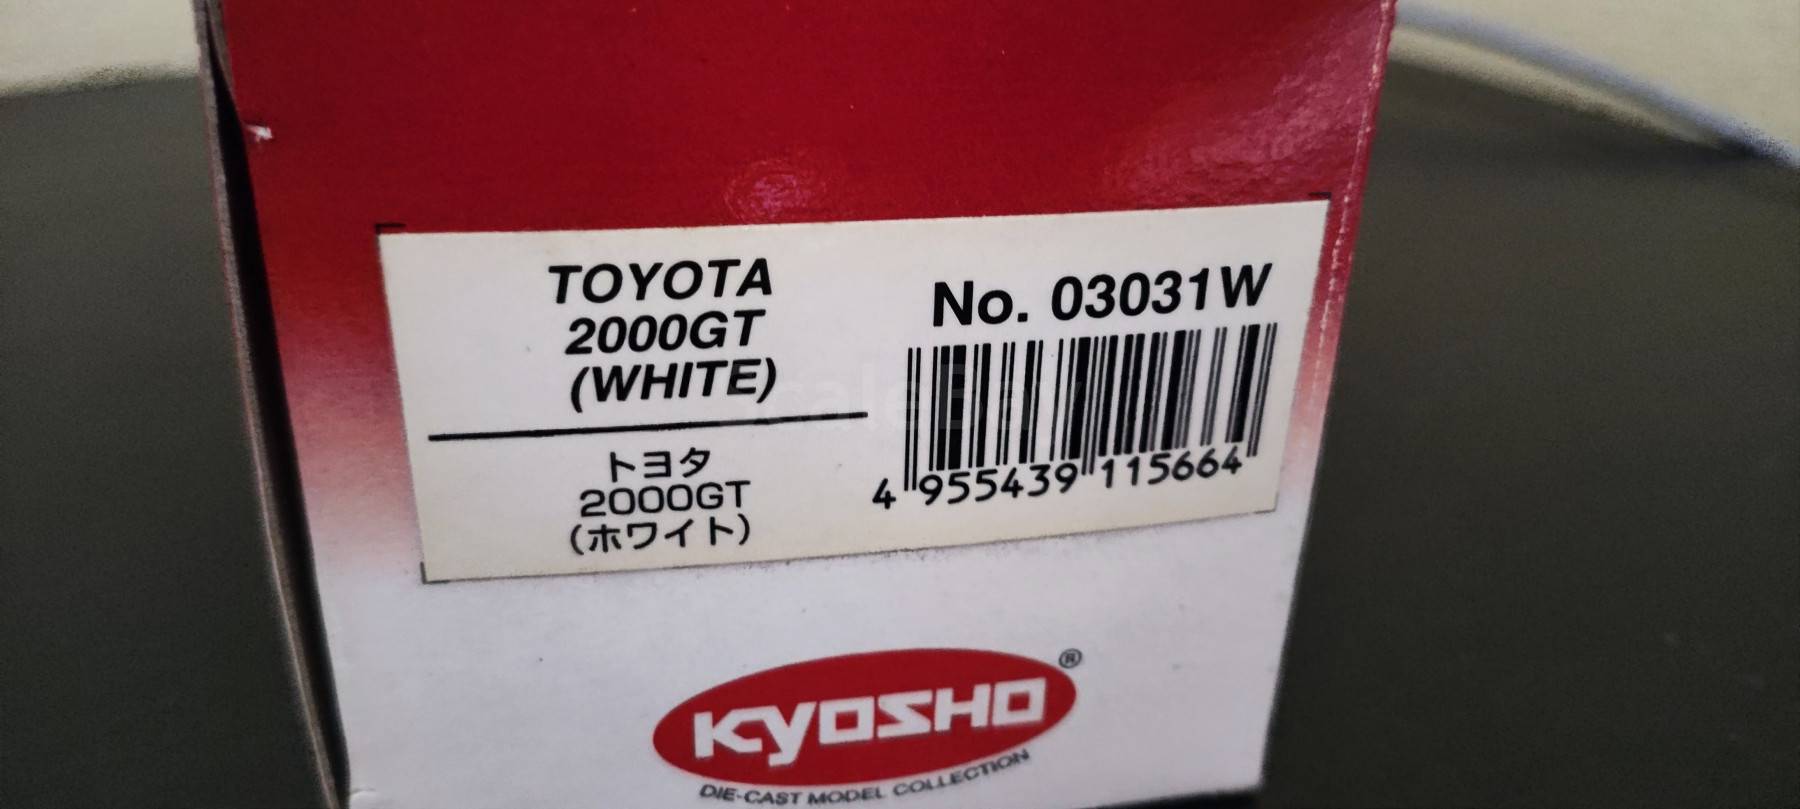 TOYOTA
2000GT
(WHITE)
トヨタ
2000GT
(ホワイト)
No. 03031W
4 955439 115664
KYOSHO®
DIE-CAST MODEL COLLECTION